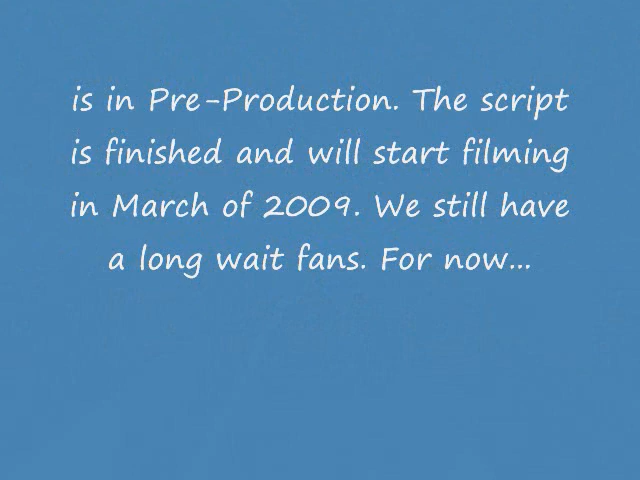 is in Pre-Production. The script
is finished and will start filming
in March of 2009. We still have
a long wait fans. For now...